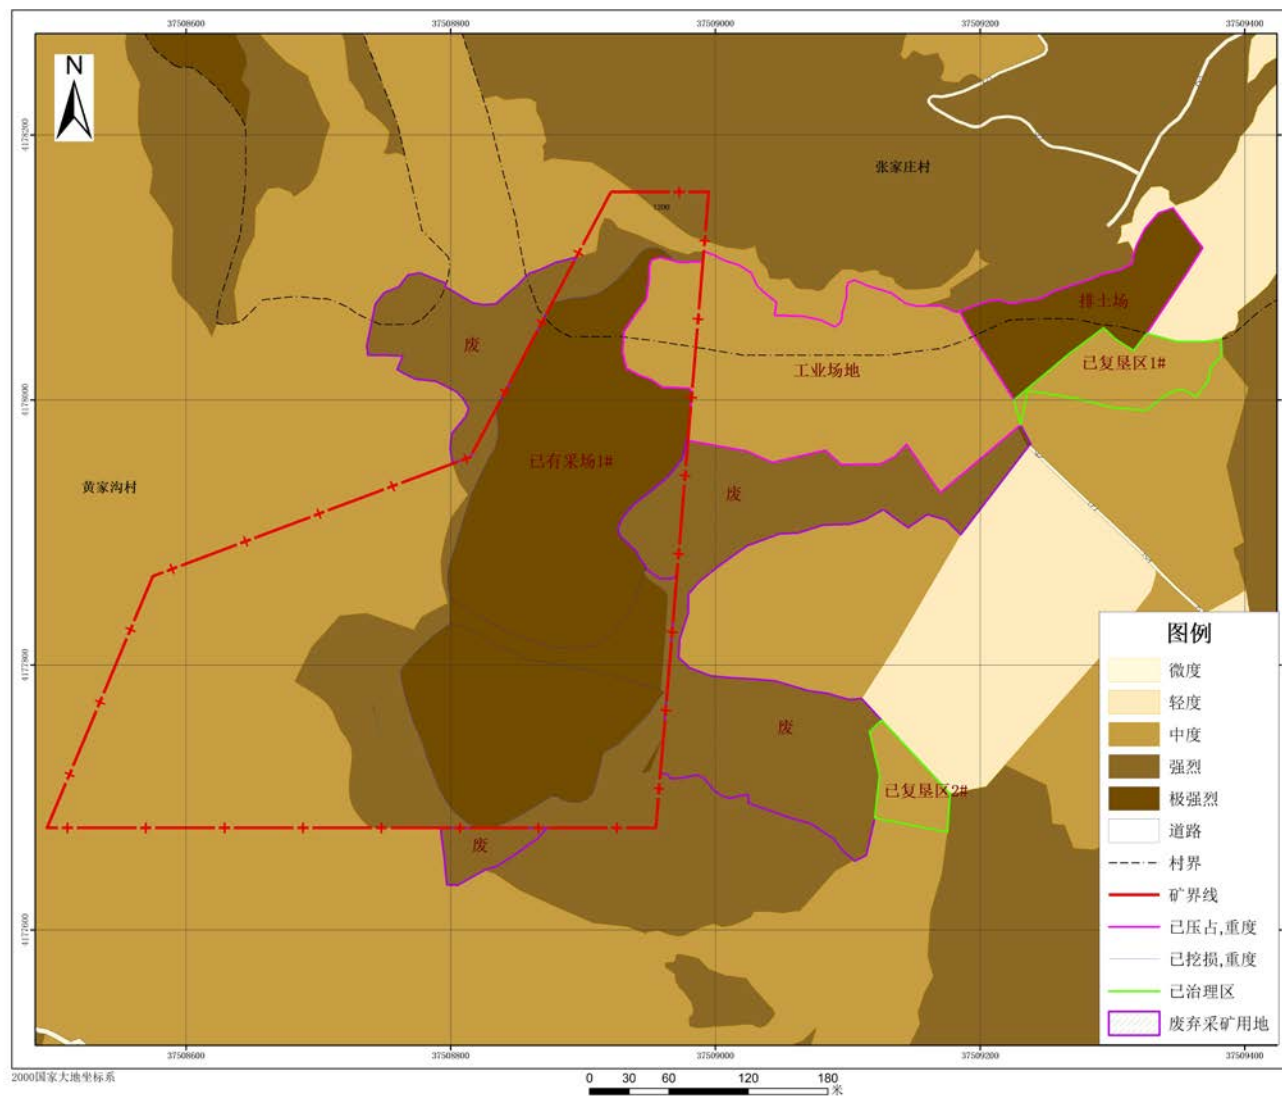 37508600
37508800
37509000
37509200
37509400
N
4178200
张家庄村
1200
排土场
废
已复垦区1#
工业场地
4178000
已有采场1#
黄家沟村
废
图例
微度
4177800
轻度
废
中度
强烈
已复垦区2#
极强烈
道路
废
村界
矿界线
已压占,重度
4177600
已挖损,重度
已治理区
废弃采矿用地
37508600
37508800
37509000
37509200
37509400
2000国家大地坐标系
0 30 60 120 180
米